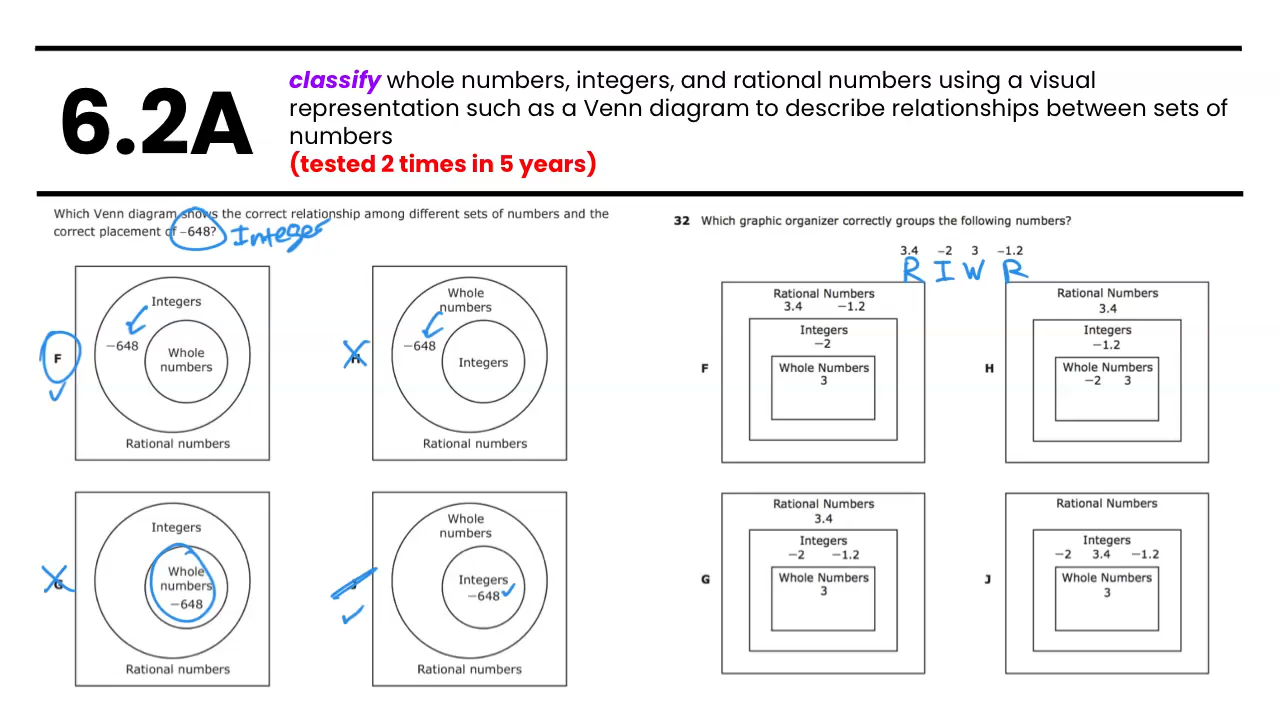 6.2A
classify whole numbers, integers, and rational numbers using a visual
representation such as a Venn diagram to describe relationships between sets of
numbers
(tested 2 times in 5 years)
Which Venn diagram shows the correct relationship among different sets of numbers and the
correct placement of −648? Integer
F
Integers
−648
Whole
numbers
Rational numbers
H
Whole
numbers
−648
Integers
Rational numbers
G
Integers
Whole
numbers
−648
Rational numbers
Whole
numbers
Integers
−648
Rational numbers
32 Which graphic organizer correctly groups the following numbers?
3.4 −2 3 −1.2
R I W R
F
Rational Numbers
3.4 −1.2
Integers
−2
Whole Numbers
3
H
Rational Numbers
3.4
Integers
−1.2
Whole Numbers
−2 3
G
Rational Numbers
3.4
Integers
−2 −1.2
Whole Numbers
3
J
Rational Numbers
Integers
−2 3.4 −1.2
Whole Numbers
3